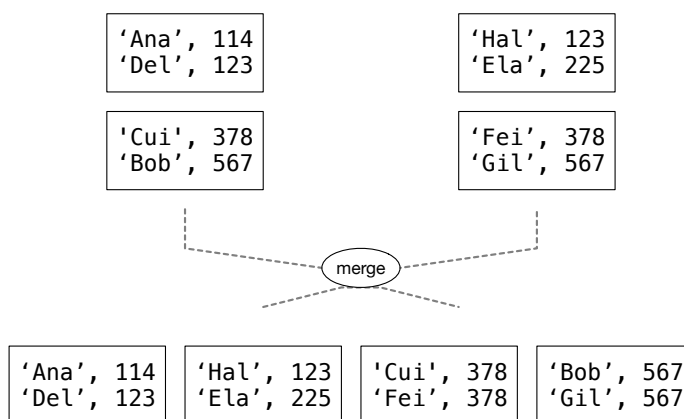 ‘Ana’, 114
‘Del’, 123
‘Hal’, 123
‘Ela’, 225
'Cui', 378
‘Bob’, 567
‘Fei’, 378
‘Gil’, 567
merge
‘Ana’, 114
‘Del’, 123
‘Hal’, 123
‘Ela’, 225
'Cui', 378
‘Fei’, 378
‘Bob’, 567
‘Gil’, 567